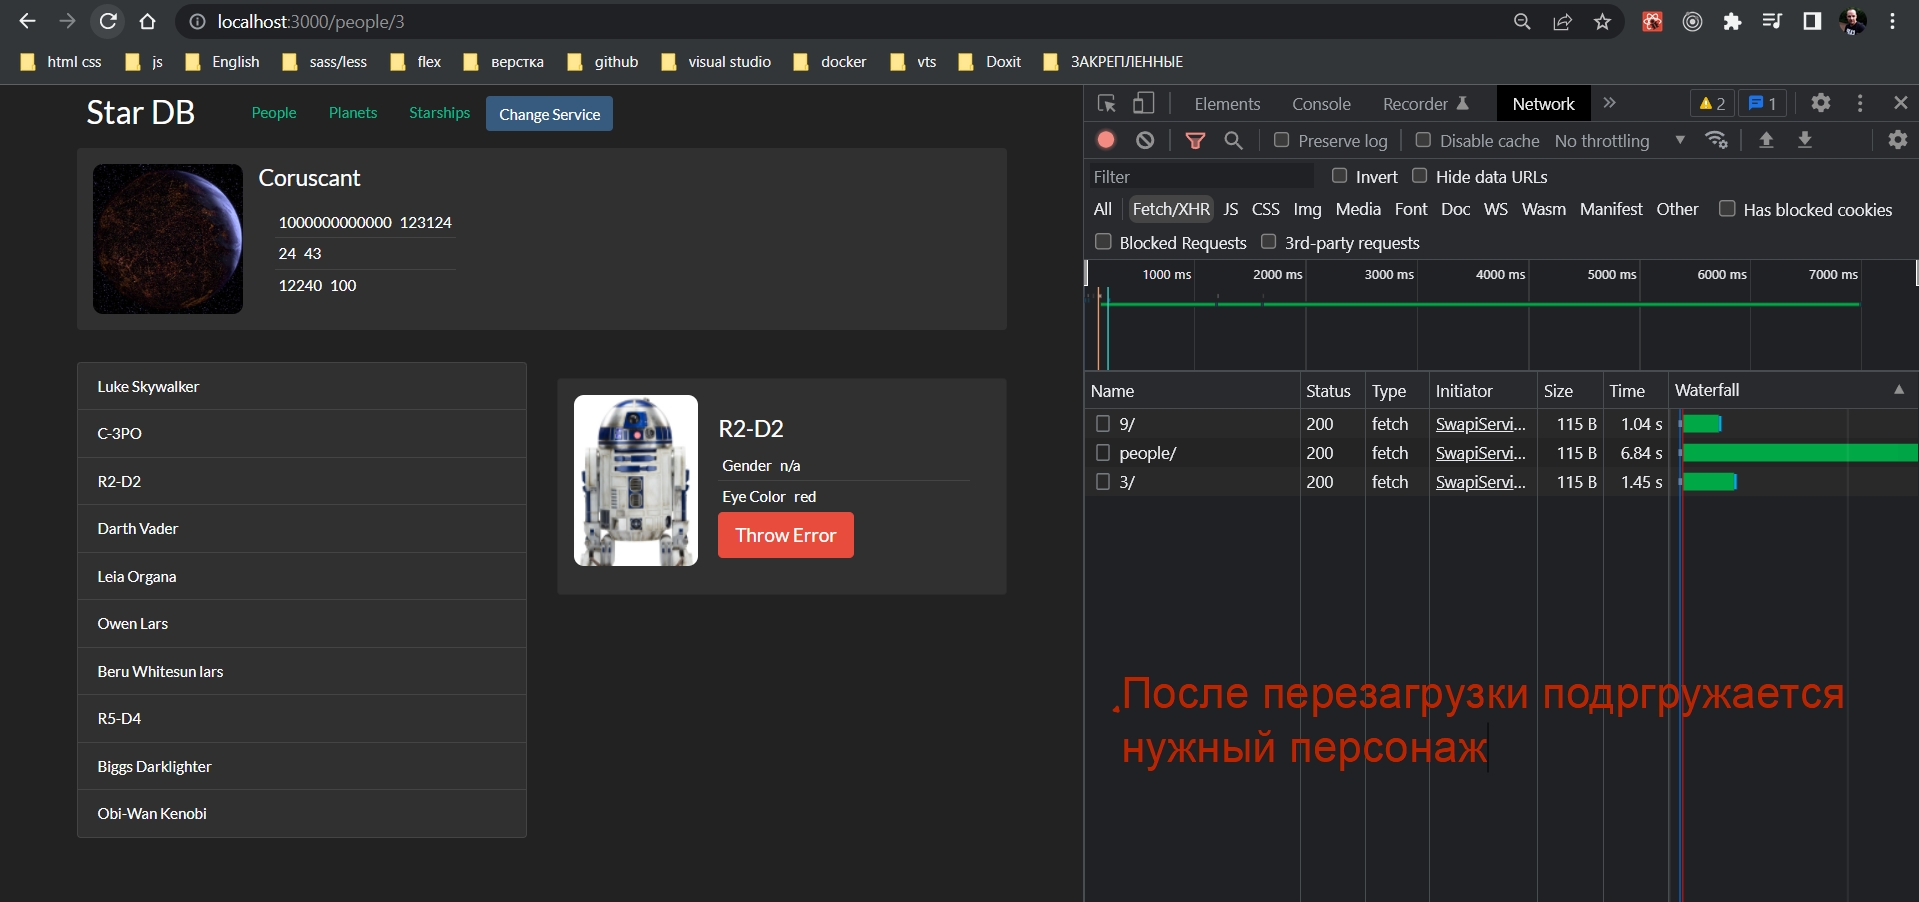 localhost:3000/people/3
html css js English sass/less flex верстка github visual studio docker vts Doxit ЗАКРЕПЛЕННЫЕ
Star DB People Planets Starships Change Service
Coruscant
1000000000000 123124
24 43
12240 100
Luke Skywalker
C-3PO
R2-D2
Darth Vader
Leia Organa
Owen Lars
Beru Whitesun lars
R5-D4
Biggs Darklighter
Obi-Wan Kenobi
R2-D2
Gender n/a
Eye Color red
Throw Error
Elements Console Recorder Network 2 1
Preserve log Disable cache No throttling
Filter Invert Hide data URLs
All Fetch/XHR JS CSS Img Media Font Doc WS Wasm Manifest Other Has blocked cookies
Blocked Requests 3rd-party requests
1000 ms 2000 ms 3000 ms 4000 ms 5000 ms 6000 ms 7000 ms
Name Status Type Initiator Size Time Waterfall
9/ 200 fetch SwapiServi... 115 B 1.04 s
people/ 200 fetch SwapiServi... 115 B 6.84 s
3/ 200 fetch SwapiServi... 115 B 1.45 s
После перезагрузки подргружается
нужный персонаж